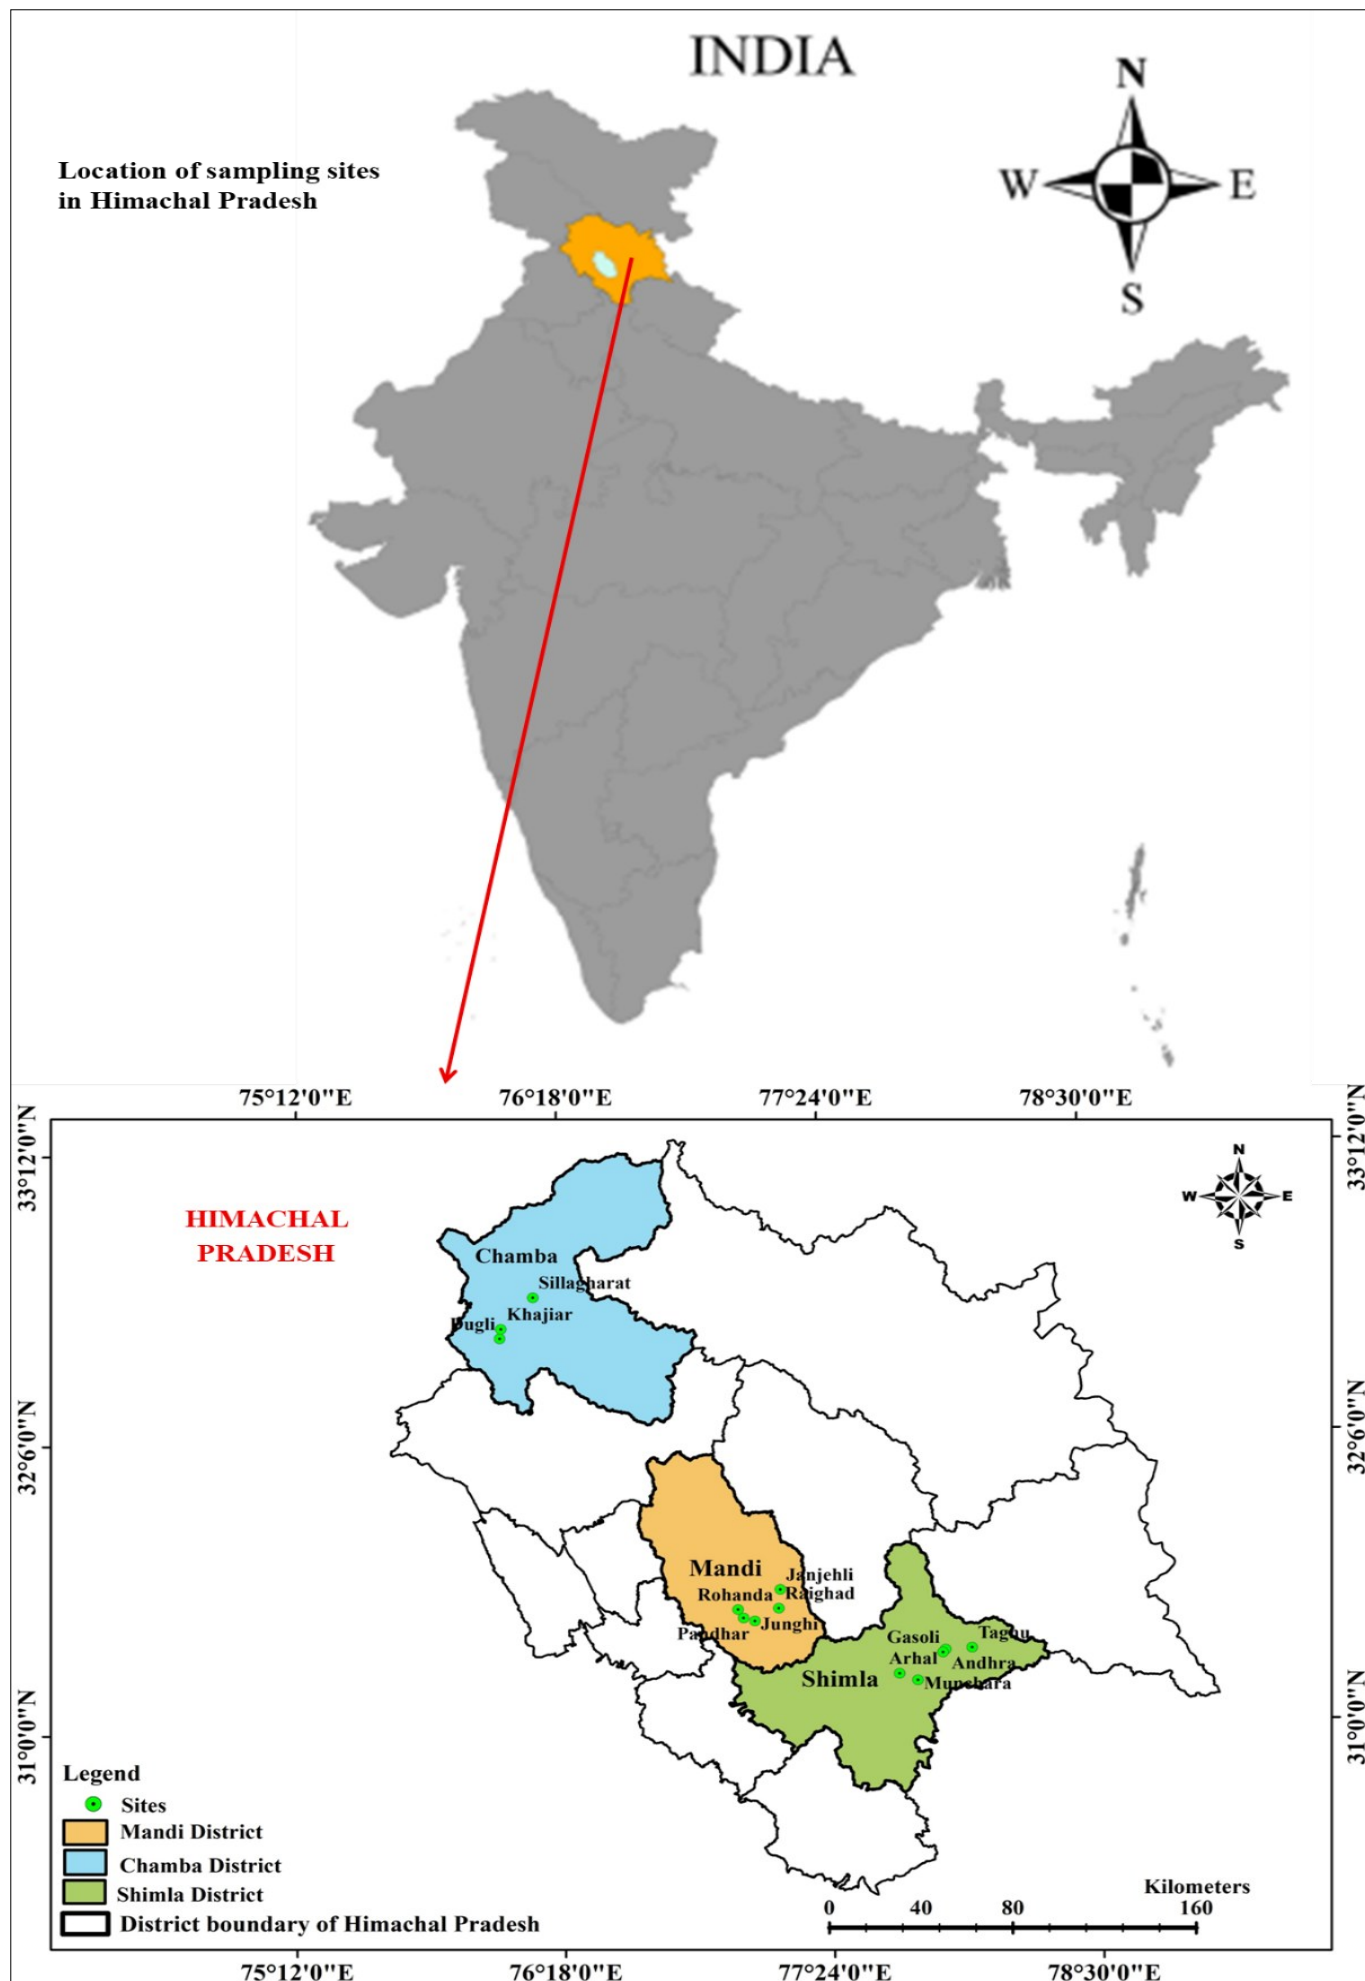 INDIA
N
Location of sampling sites
in Himachal Pradesh
W
E
S
75°12'0"E
76°18'0"E
77°24'0"E
78°30'0"E
33°12'0"N
33°12'0"N
N
W
E
S
HIMACHAL
PRADESH
Chamba
Sillagharat
Khajiar
Dugli
32°6'0"N
32°6'0"N
Mandi
Janjehli
Rohanda
Raighad
Pandhar
Junghi
Gasoli
Taghu
Arhal
Andhra
Shimla
Munchara
31°0'0"N
31°0'0"N
Legend
Sites
Mandi District
Chamba District
Shimla District
District boundary of Himachal Pradesh
Kilometers
0
40
80
160
75°12'0"E
76°18'0"E
77°24'0"E
78°30'0"E